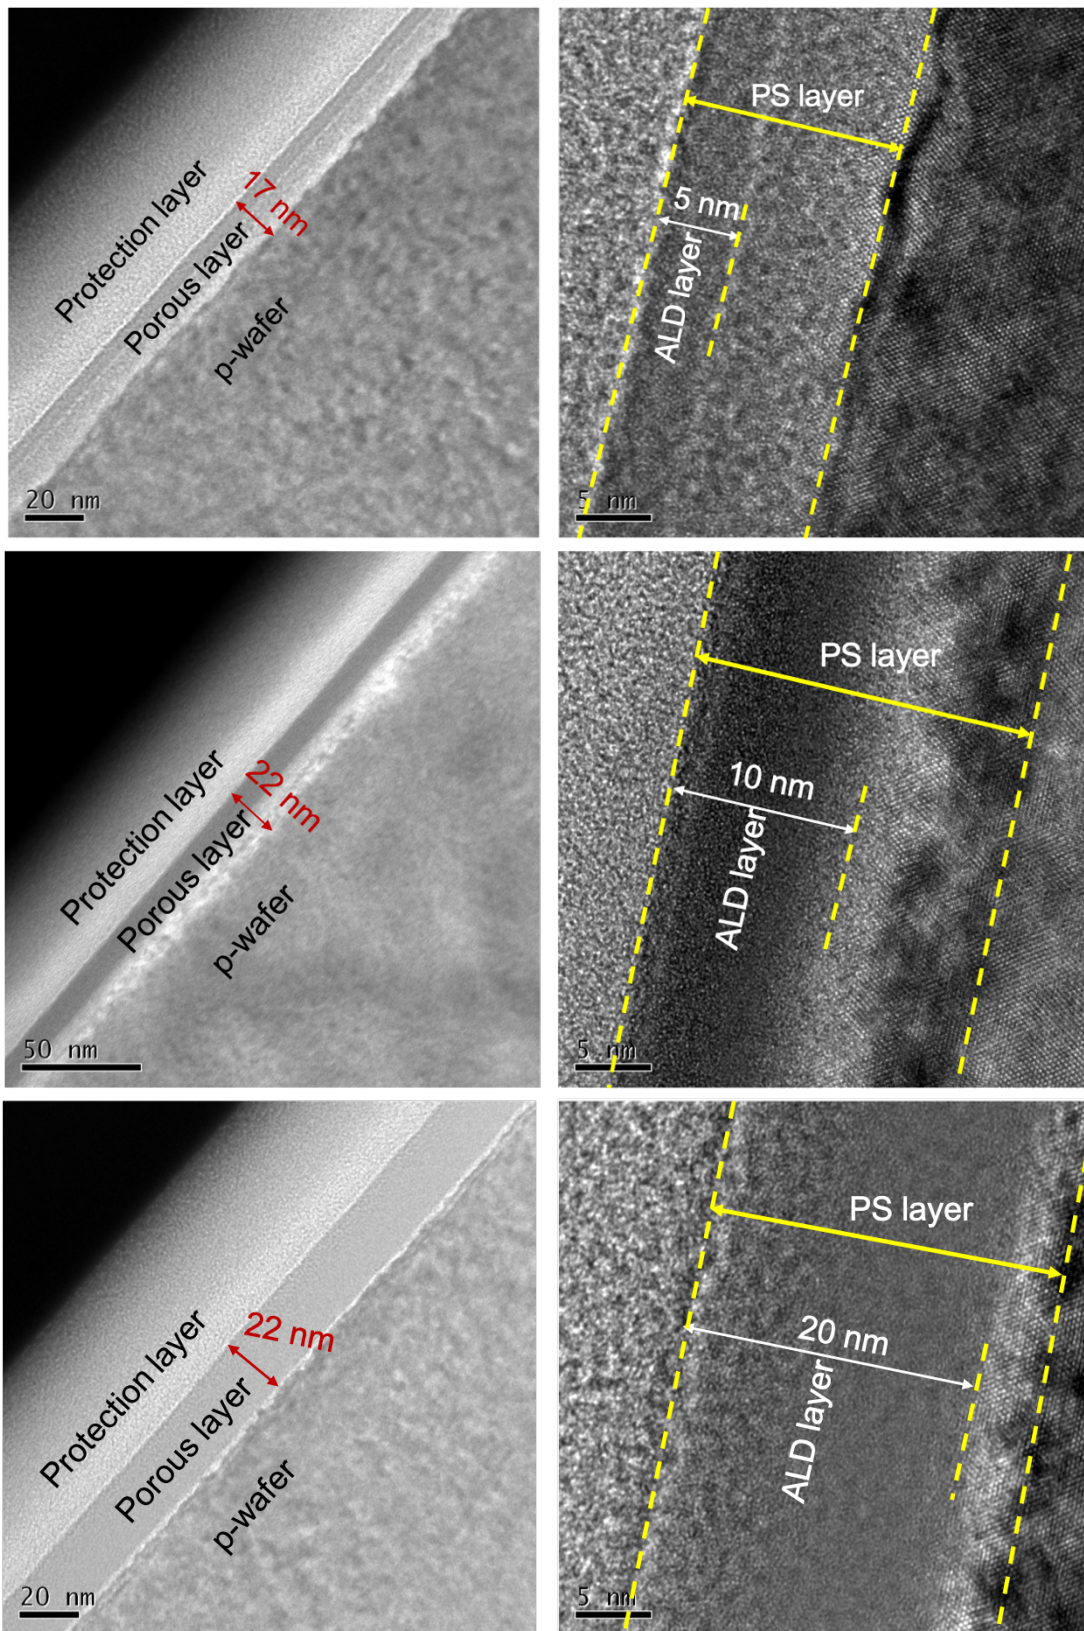 Protection layer
17 nm
Porous layer
p-wafer
20 nm
PS layer
5 nm
ALD layer
5 nm
Protection layer
22 nm
Porous layer
p-wafer
50 nm
PS layer
10 nm
ALD layer
5 nm
Protection layer
22 nm
Porous layer
p-wafer
20 nm
PS layer
20 nm
ALD layer
5 nm